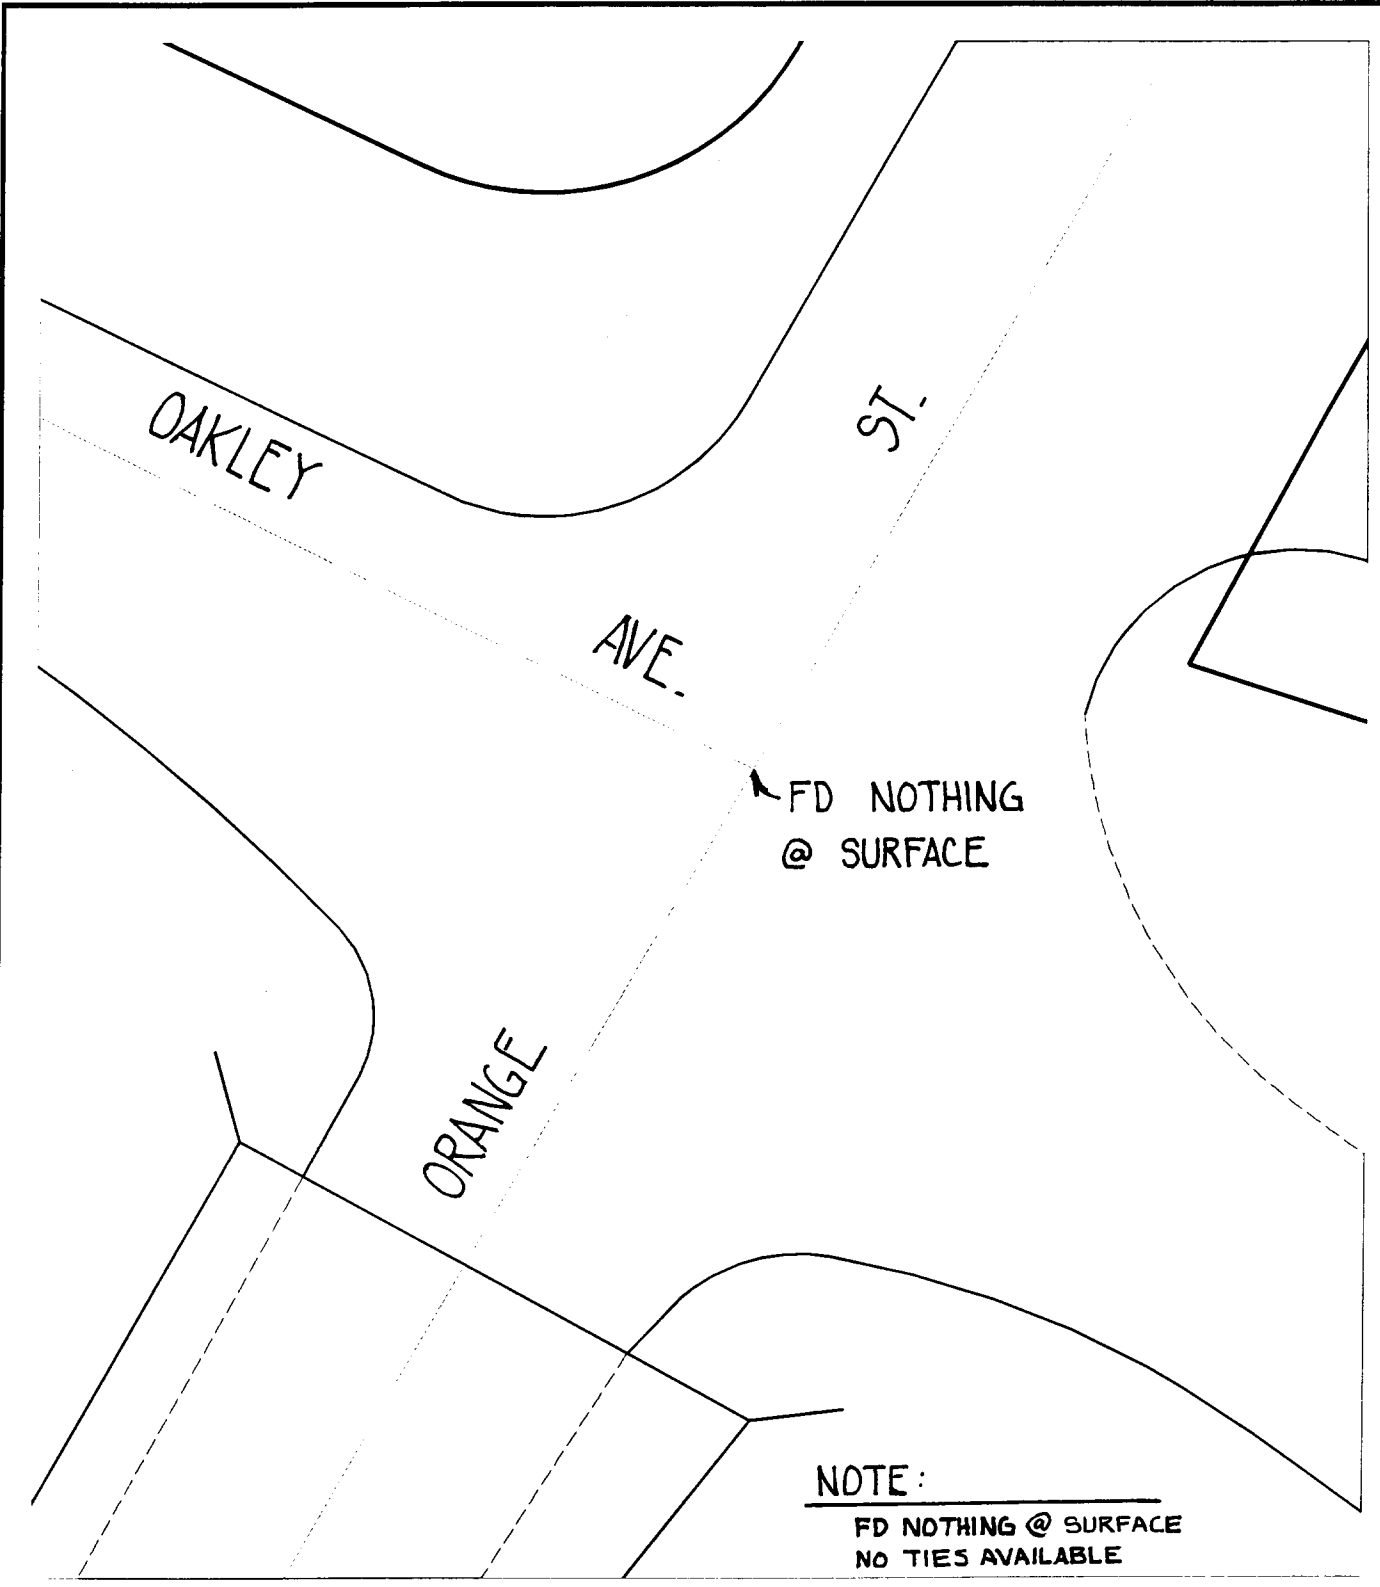 OAKLEY AVE.
ORANGE ST.
FD NOTHING
@ SURFACE
NOTE:
FD NOTHING @ SURFACE
NO TIES AVAILABLE